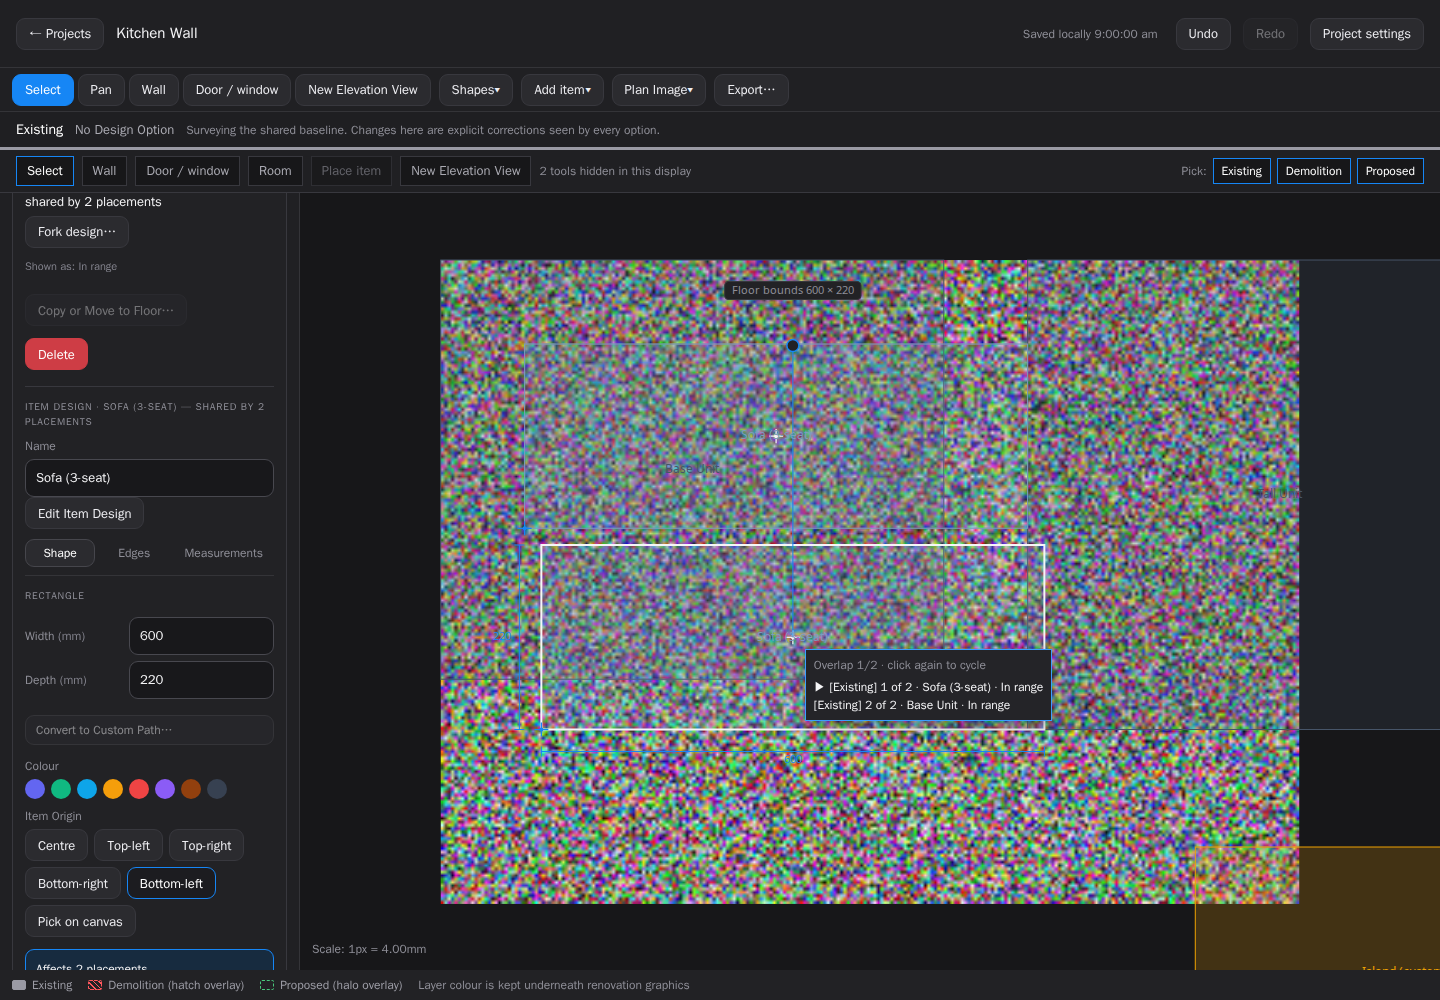 ← Projects
Kitchen Wall
Saved locally 9:00:00 am
Undo
Redo
Project settings
Select
Pan
Wall
Door / window
New Elevation View
Shapes▾
Add item▾
Plan Image▾
Export···
Existing
No Design Option
Surveying the shared baseline. Changes here are explicit corrections seen by every option.
Select
Wall
Door / window
Room
Place item
New Elevation View
2 tools hidden in this display
Pick:
Existing
Demolition
Proposed
shared by 2 placements
Fork design···
Shown as: In range
Copy or Move to Floor···
Delete
ITEM DESIGN · SOFA (3-SEAT) — SHARED BY 2
PLACEMENTS
Name
Sofa (3-seat)
Edit Item Design
Shape
Edges
Measurements
RECTANGLE
Width (mm)
600
Depth (mm)
220
Convert to Custom Path···
Colour
Item Origin
Centre
Top-left
Top-right
Bottom-right
Bottom-left
Pick on canvas
Affects 2 placements
Floor bounds 600 × 220
Base Unit
Overlap 1/2 · click again to cycle
▶ [Existing] 1 of 2 · Sofa (3-seat) · In range
[Existing] 2 of 2 · Base Unit · In range
Scale: 1px = 4.00mm
Existing
Demolition (hatch overlay)
Proposed (halo overlay)
Layer colour is kept underneath renovation graphics